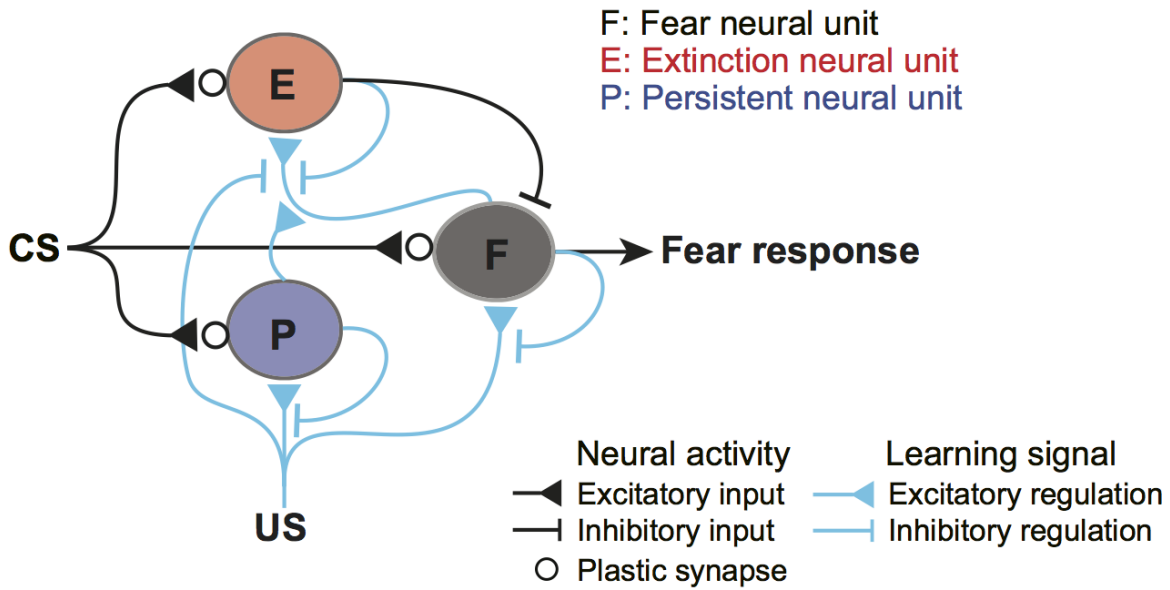 F: Fear neural unit
E: Extinction neural unit
P: Persistent neural unit
E
CS
F
Fear response
P
US
Neural activity
Excitatory input
Inhibitory input
Plastic synapse
Learning signal
Excitatory regulation
Inhibitory regulation